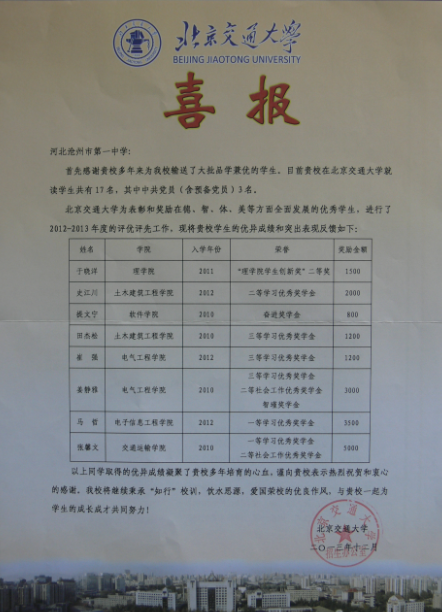 北京交通大学
BEIJING JIAOTONG UNIVERSITY
喜报
河北沧州市第一中学:
首先感谢贵校多年来为我校输送了大批品学兼优的学生。目前贵校在北京交通大学就
读学生共有17名,其中中共党员(含预备党员)3名。
北京交通大学为表彰和奖励在德、智、体、美等方面全面发展的优秀学生,进行了
2012-2013年度的评优评先工作,现将贵校学生的优异成绩和突出表现反馈如下:
姓名 学院 入学年份 荣誉 奖励金额
于晓洋 理学院 2011 “理学院学生创新奖”二等奖 1500
史江川 土木建筑工程学院 2012 二等学习优秀奖学金 2000
文宁 软件学院 2010 奋进奖学金 800
田杰松 土木建筑工程学院 2010 三等学习优秀奖学金 1200
崔强 电气工程学院 2012 三等学习优秀奖学金 1200
三等学习优秀奖学金
姜静雅 电气工程学院 2010 二等社会工作优秀奖学金 3000
智瑾奖学金
马哲 电子信息工程学院 2012 一等学习优秀奖学金 3500
张馨文 交通运输学院 2010 一等学习优秀奖学金 5000
二等社会工作优秀奖学金
以上同学取得的优异成绩凝聚了贵校多年培育的心血,谨向贵校表示热烈祝贺和衷心
的感谢。我校将继续秉承“知行”校训,饮水思源,爱国荣校的优良作风,与贵校一起为
学生的成长成才共同努力!
北京交通大学
二〇一三年十二月